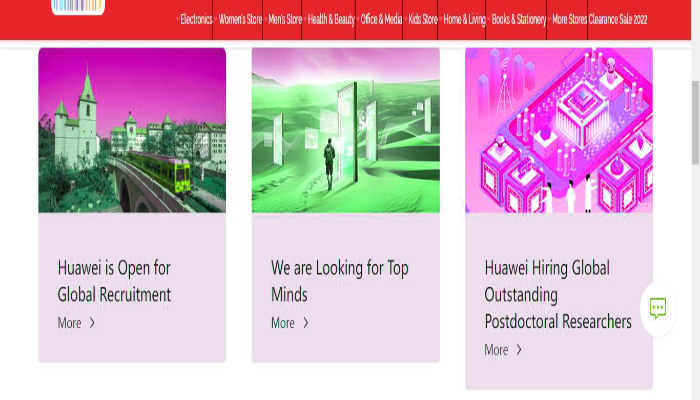 Electronics Women's Store Men's Store Health & Beauty Office & Media Kids Store Home & Living Books & Stationery More Stores Clearance Sale 2022
Huawei is Open for
Global Recruitment
More
We are Looking for Top
Minds
More
Huawei Hiring Global
Outstanding
Postdoctoral Researchers
More